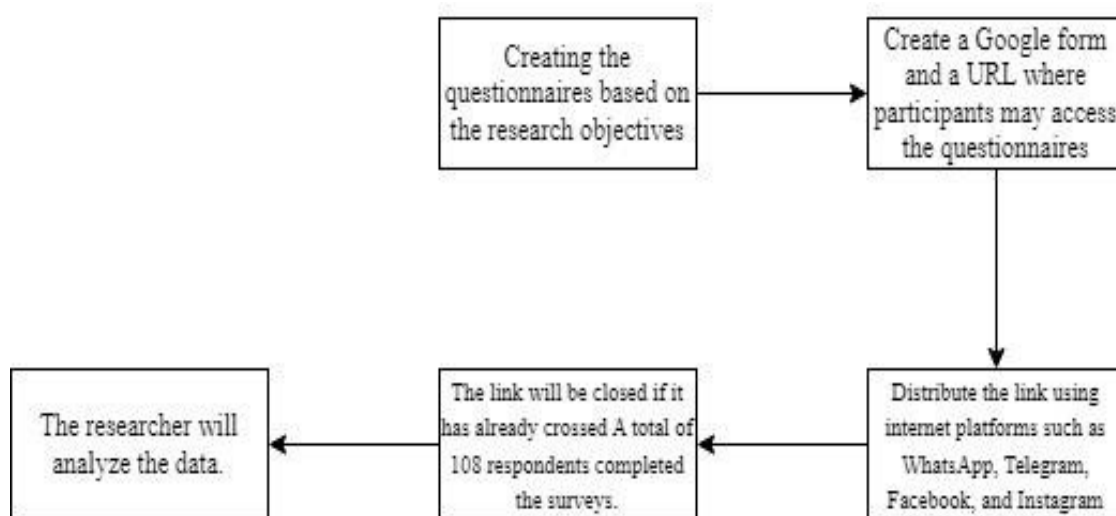 Creating the
questionnaires based on
the research objectives
Create a Google form
and a URL where
participants may access
the questionnaires
Distribute the link using
internet platforms such as
WhatsApp, Telegram,
Facebook, and Instagram
The link will be closed if it
has already crossed A total of
108 respondents completed
the surveys.
The researcher will
analyze the data.